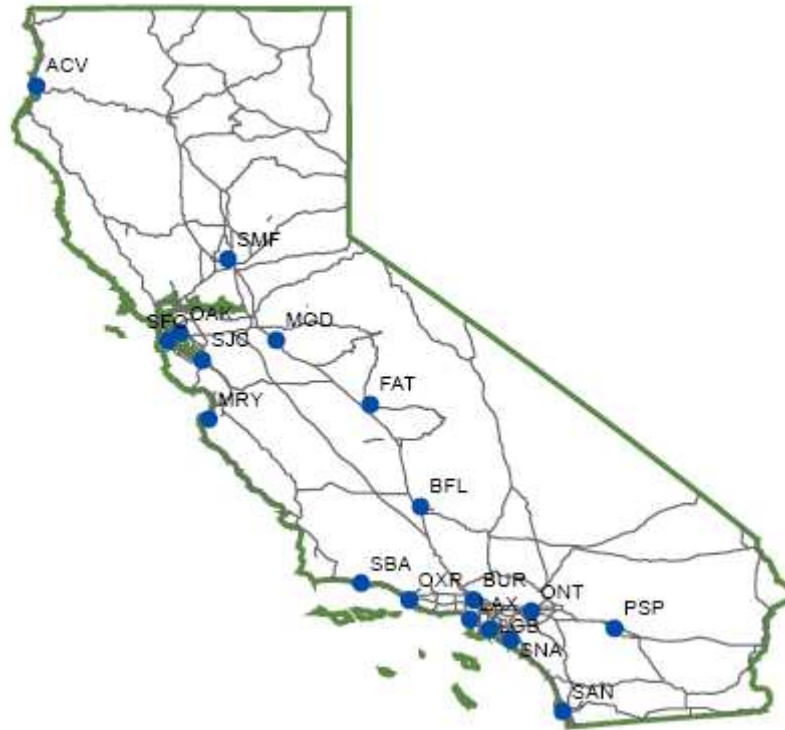 ACV
SMF
OAK
SFO
SJC
MOD
MRY
FAT
BFL
SBA
OXR
BUR
ONT
LAX
LGB
PSP
SNA
SAN